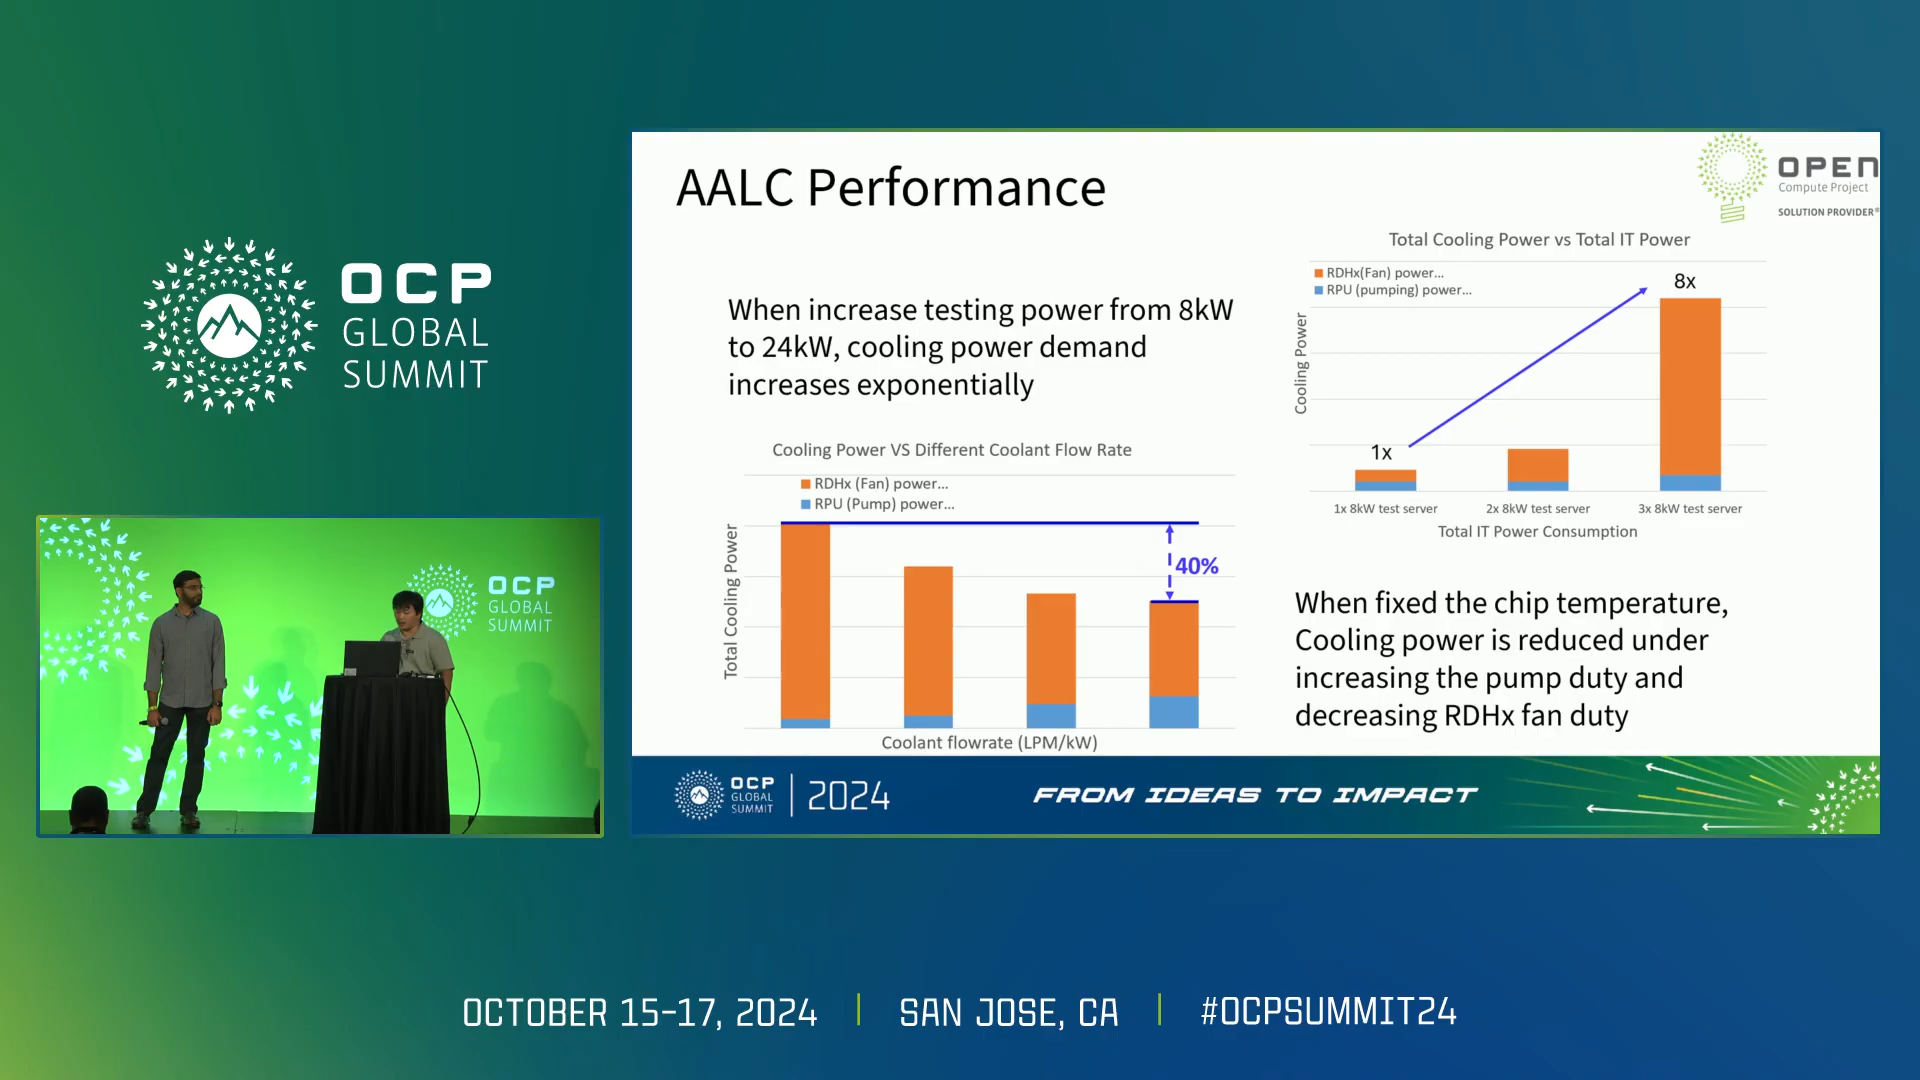 OCP
GLOBAL
SUMMIT
OCP
GLOBAL
SUMMIT
AALC Performance
OPEN
Compute Project
SOLUTION PROVIDER®
When increase testing power from 8kW
to 24kW, cooling power demand
increases exponentially
Total Cooling Power vs Total IT Power
RDHx(Fan) power...
RPU (pumping) power...
8x
1x
Cooling Power
1x 8kW test server
2x 8kW test server
3x 8kW test server
Total IT Power Consumption
Cooling Power VS Different Coolant Flow Rate
RDHx (Fan) power...
RPU (Pump) power...
40%
Total Cooling Power
Coolant flowrate (LPM/kW)
When fixed the chip temperature,
Cooling power is reduced under
increasing the pump duty and
decreasing RDHx fan duty
OCP
GLOBAL
SUMMIT
2024
FROM IDEAS TO IMPACT
OCTOBER 15-17, 2024
SAN JOSE, CA
#OCPSUMMIT24